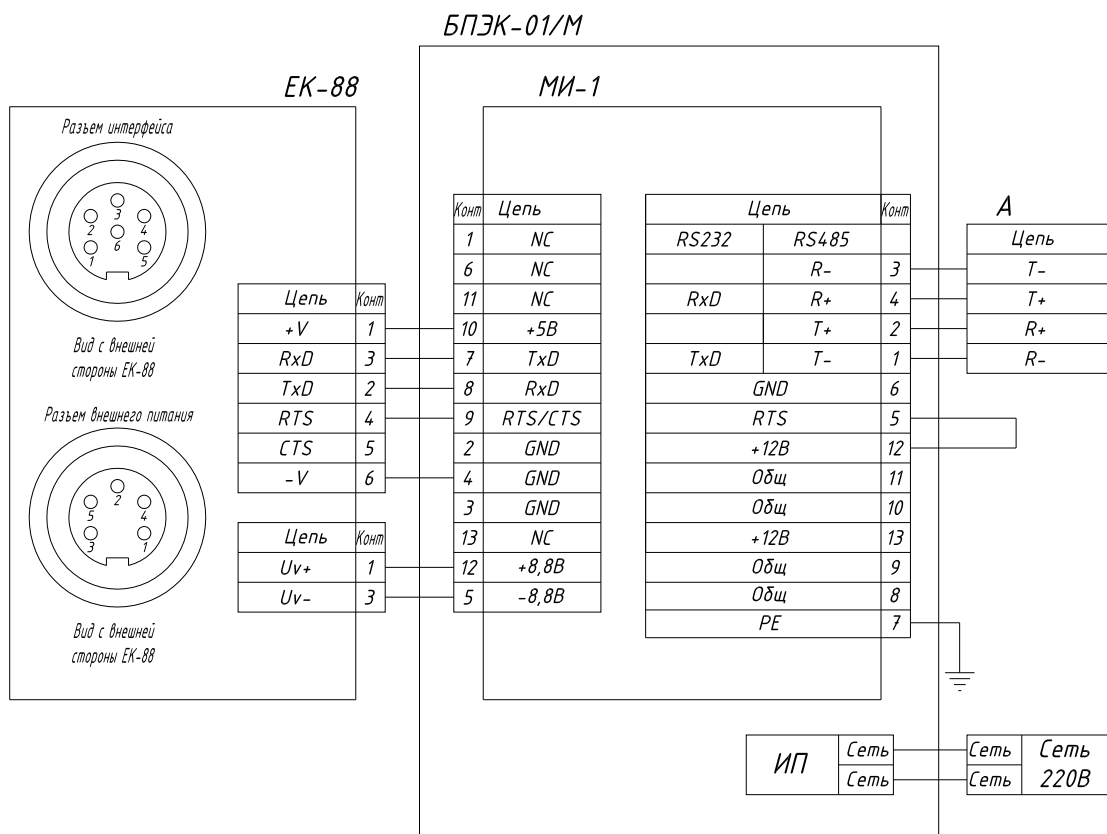 БПЭК-01/М
ЕК-88
МИ-1
Разъем интерфейса
3
2 4
6
1 5
Вид с внешней
стороны ЕК-88
Разъем внешнего питания
2
5 4
3 1
Вид с внешней
стороны ЕК-88
Цепь Конт
+V 1
RxD 3
TxD 2
RTS 4
CTS 5
-V 6
Цепь Конт
Uv+ 1
Uv- 3
Конт Цепь
1 NC
6 NC
11 NC
10 +5В
7 TxD
8 RxD
9 RTS/CTS
2 GND
4 GND
3 GND
13 NC
12 +8,8В
5 -8,8В
Цепь Конт
RS232 RS485
R- 3
RxD R+ 4
T+ 2
TxD T- 1
GND 6
RTS 5
+12В 12
Общ 11
Общ 10
+12В 13
Общ 9
Общ 8
PE 7
А
Цепь
T-
T+
R+
R-
ИП Сеть
Сеть
Сеть Сеть
Сеть 220В